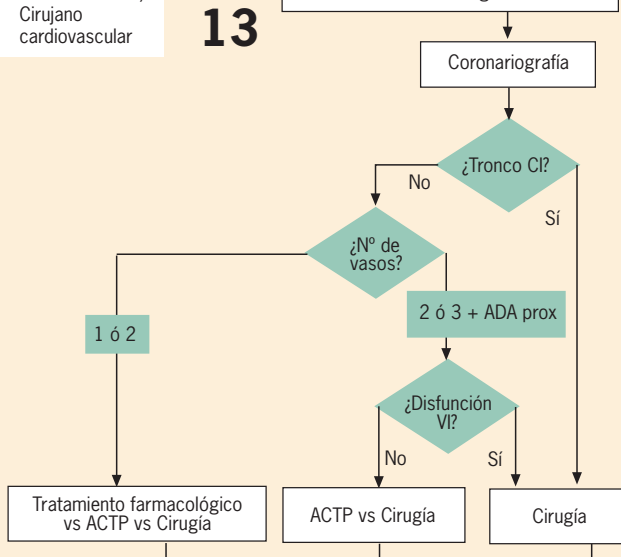 Cirujano
cardiovascular
13
Coronariografía
¿Tronco CI?
No
Sí
¿Nº de
vasos?
1 ó 2
2 ó 3 + ADA prox
¿Disfunción
VI?
No
Sí
Tratamiento farmacológico
vs ACTP vs Cirugía
ACTP vs Cirugía
Cirugía